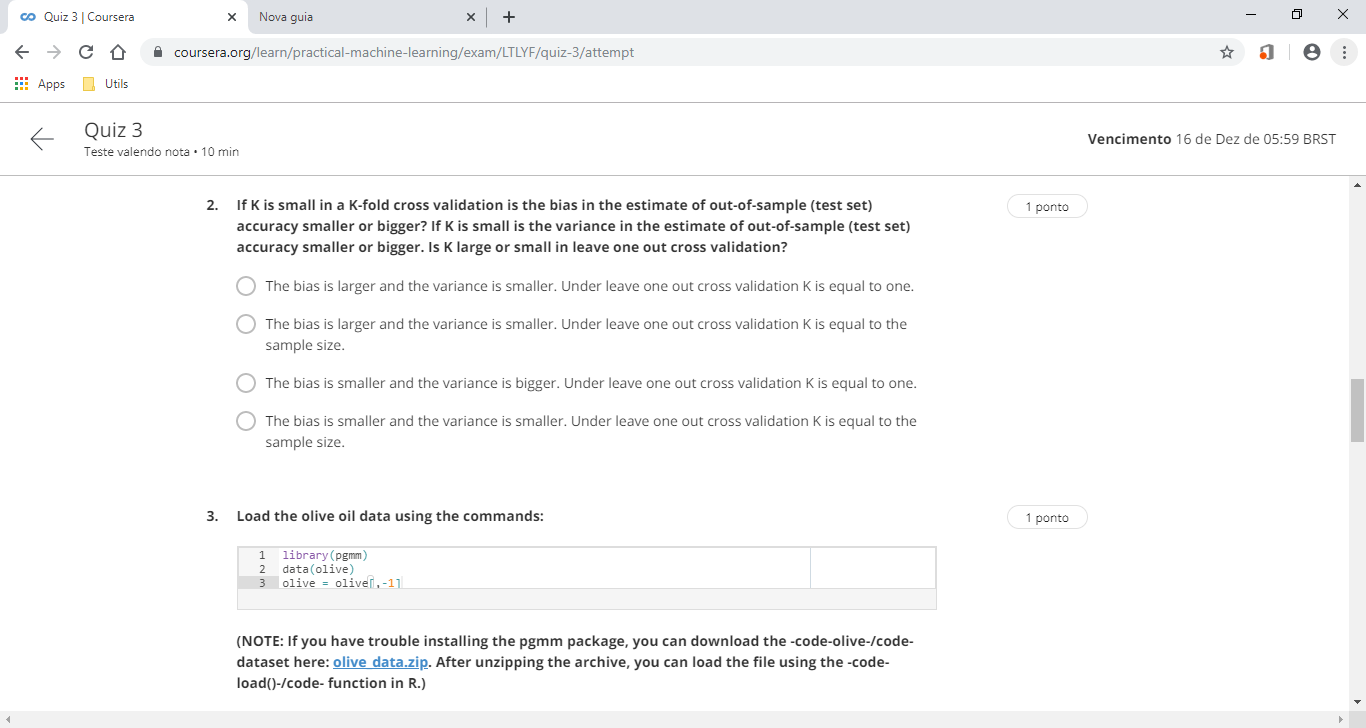 Quiz 3 | Coursera
Nova guia
coursera.org/learn/practical-machine-learning/exam/LTLYF/quiz-3/attempt
Apps
Utils
Quiz 3
Teste valendo nota • 10 min
Vencimento 16 de Dez de 05:59 BRST
2. If K is small in a K-fold cross validation is the bias in the estimate of out-of-sample (test set)
accuracy smaller or bigger? If K is small is the variance in the estimate of out-of-sample (test set)
accuracy smaller or bigger. Is K large or small in leave one out cross validation?
1 ponto
The bias is larger and the variance is smaller. Under leave one out cross validation K is equal to one.
The bias is larger and the variance is smaller. Under leave one out cross validation K is equal to the
sample size.
The bias is smaller and the variance is bigger. Under leave one out cross validation K is equal to one.
The bias is smaller and the variance is smaller. Under leave one out cross validation K is equal to the
sample size.
3. Load the olive oil data using the commands:
1 ponto
1 library(pgmm)
2 data(olive)
3 olive = olive[,-1]
(NOTE: If you have trouble installing the pgmm package, you can download the -code-olive-/code-
dataset here: olive_data.zip. After unzipping the archive, you can load the file using the -code-
load()-/code- function in R.)